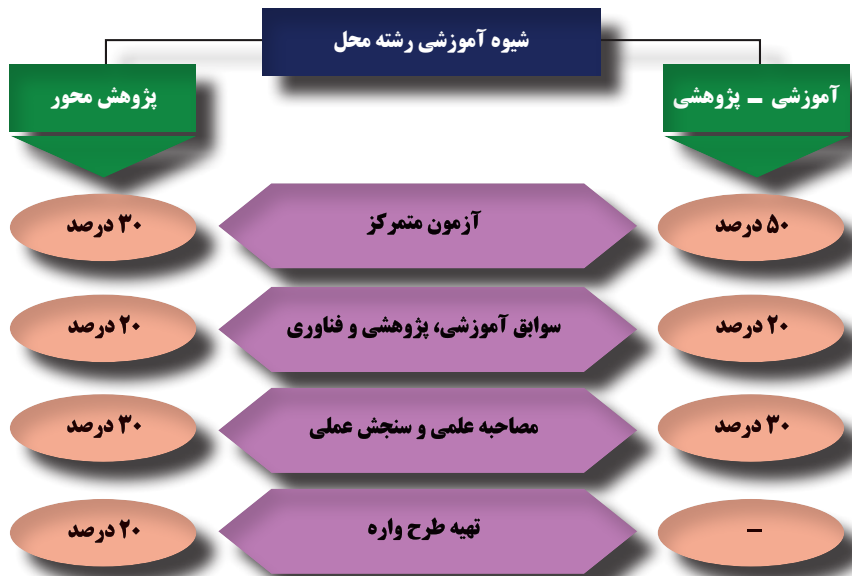 شیوه آموزشی رشته محل
آموزشی - پژوهشی
پژوهش محور
۵۰ درصد
آزمون متمرکز
۳۰ درصد
۲۰ درصد
سوابق آموزشی، پژوهشی و فناوری
۲۰ درصد
۳۰ درصد
مصاحبه علمی و سنجش عملی
۳۰ درصد
-
تهیه طرح واره
۲۰ درصد